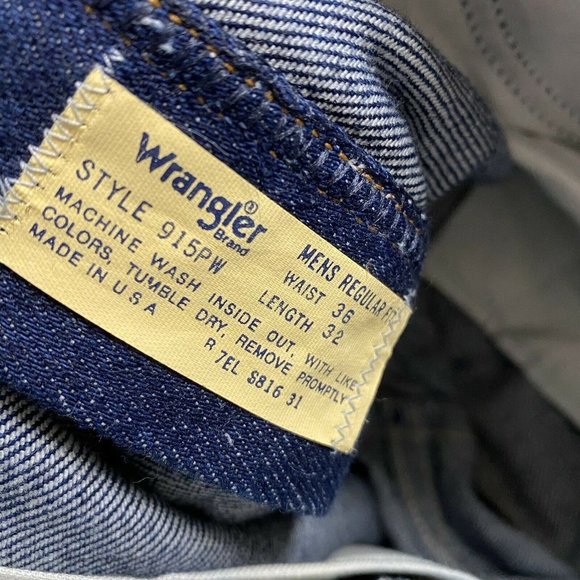 Wrangler®
Brand
STYLE 915PW
MENS REGULAR FIT
WAIST 36
LENGTH 32
MACHINE WASH INSIDE OUT, WITH LIKE
COLORS, TUMBLE DRY, REMOVE PROMPTLY
MADE IN U S A
R 7EL S816 31